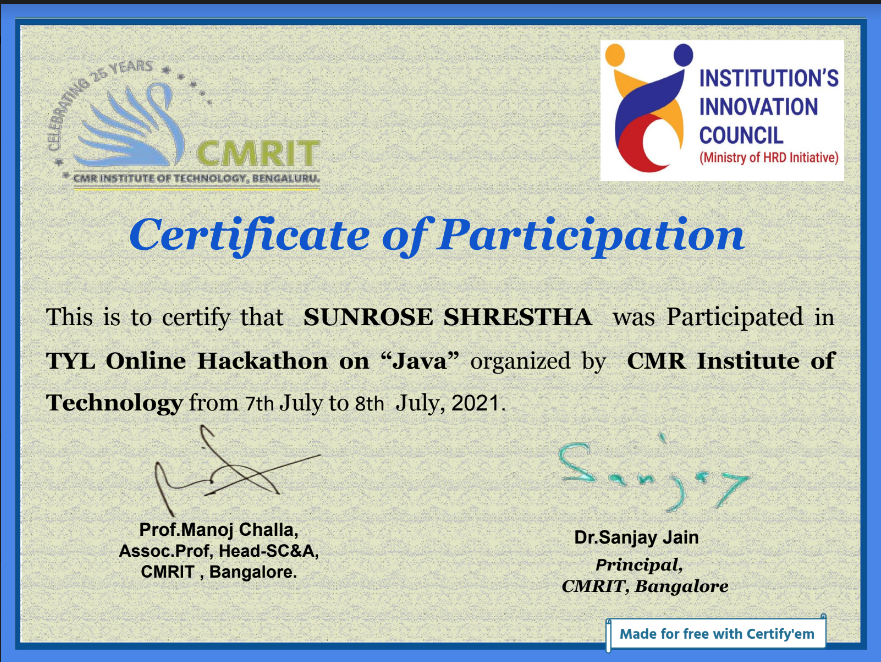 CELEBRATING 25 YEARS
CMRIT
CMR INSTITUTE OF TECHNOLOGY, BENGALURU.
INSTITUTION'S
INNOVATION
COUNCIL
(Ministry of HRD Initiative)
Certificate of Participation
This is to certify that SUNROSE SHRESTHA was Participated in
TYL Online Hackathon on “Java” organized by CMR Institute of
Technology from 7th July to 8th July, 2021.
Sanjay
Prof.Manoj Challa,
Assoc.Prof, Head-SC&A,
CMRIT , Bangalore.
Dr.Sanjay Jain
Principal,
CMRIT, Bangalore
Made for free with Certify'em